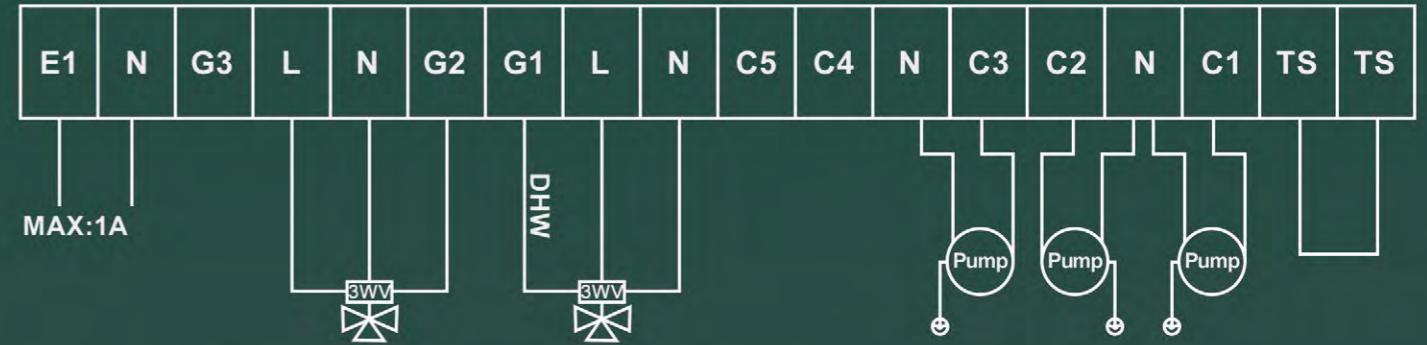 E1 N G3 L N G2 G1 L N C5 C4 N C3 C2 N C1 TS TS
MAX:1A
DHW
Pump Pump Pump
3WV 3WV